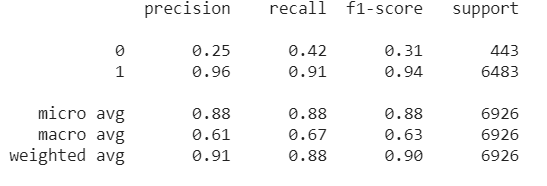 precision recall f1-score support
0 0.25 0.42 0.31 443
1 0.96 0.91 0.94 6483
micro avg 0.88 0.88 0.88 6926
macro avg 0.61 0.67 0.63 6926
weighted avg 0.91 0.88 0.90 6926